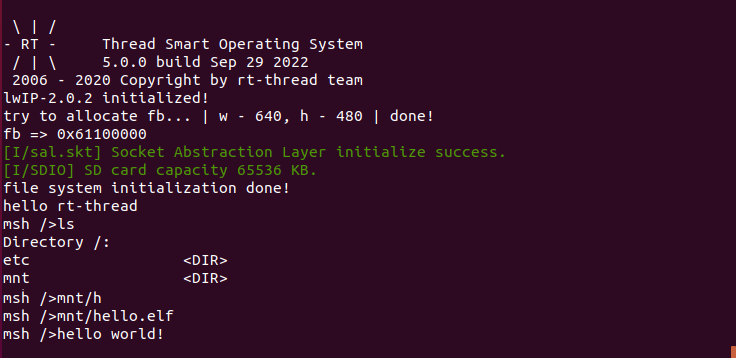 \ | /
- RT -     Thread Smart Operating System
 / | \     5.0.0 build Sep 29 2022
 2006 - 2020 Copyright by rt-thread team
lwIP-2.0.2 initialized!
try to allocate fb... | w - 640, h - 480 | done!
fb => 0x61100000
[I/sal.skt] Socket Abstraction Layer initialize success.
[I/SDIO] SD card capacity 65536 KB.
file system initialization done!
hello rt-thread
msh />ls
Directory /:
etc                 <DIR>
mnt                 <DIR>
msh />mnt/h
msh />mnt/hello.elf
msh />hello world!